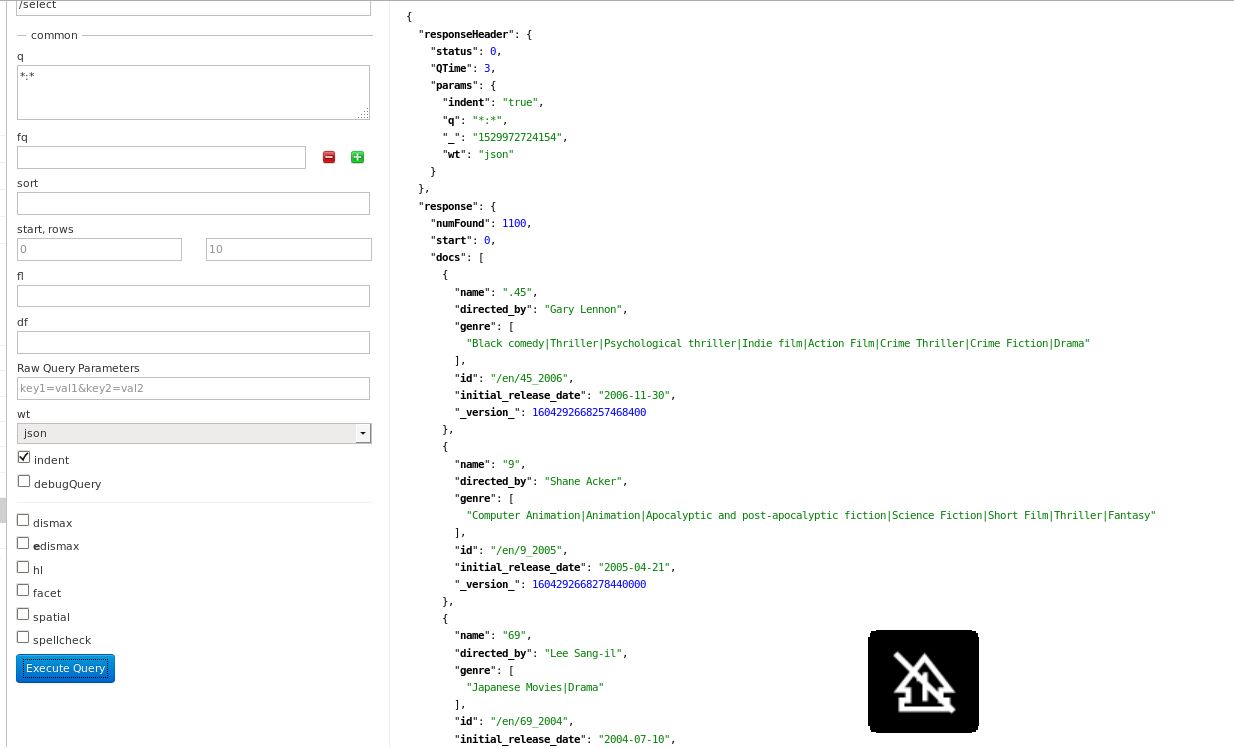 /select
common
q
*:*
fq
sort
start, rows
0
10
fl
df
Raw Query Parameters
key1=val1&key2=val2
wt
json
indent
debugQuery
dismax
edismax
hl
facet
spatial
spellcheck
Execute Query
{
"responseHeader": {
"status": 0,
"QTime": 3,
"params": {
"indent": "true",
"q": "*:*",
"_": "1529972724154",
"wt": "json"
}
},
"response": {
"numFound": 1100,
"start": 0,
"docs": [
{
"name": ".45",
"directed_by": "Gary Lennon",
"genre": [
"Black comedy|Thriller|Psychological thriller|Indie film|Action Film|Crime Thriller|Crime Fiction|Drama"
],
"id": "/en/45_2006",
"initial_release_date": "2006-11-30",
"_version_": 1604292668257468400
},
{
"name": "9",
"directed_by": "Shane Acker",
"genre": [
"Computer Animation|Animation|Apocalyptic and post-apocalyptic fiction|Science Fiction|Short Film|Thriller|Fantasy"
],
"id": "/en/9_2005",
"initial_release_date": "2005-04-21",
"_version_": 1604292668278440000
},
{
"name": "69",
"directed_by": "Lee Sang-il",
"genre": [
"Japanese Movies|Drama"
],
"id": "/en/69_2004",
"initial_release_date": "2004-07-10",